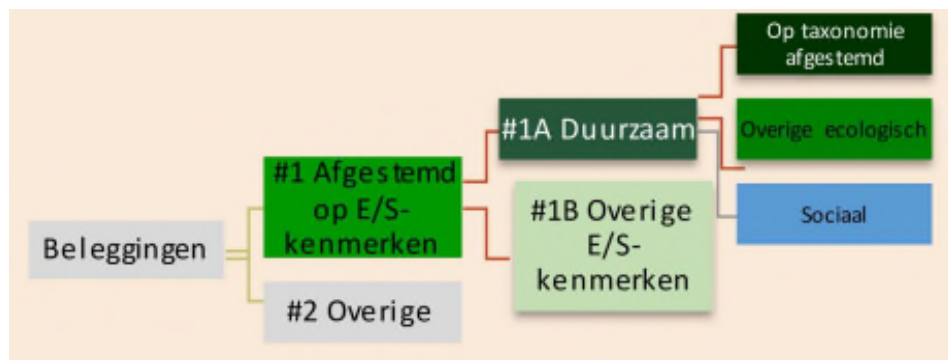 Beleggingen
#1 Afgestemd
op E/S-
kenmerken
#2 Overige
#1A Duurzaam
#1B Overige
E/S-
kenmerken
Op taxonomie
afgestemd
Overige ecologisch
Sociaal